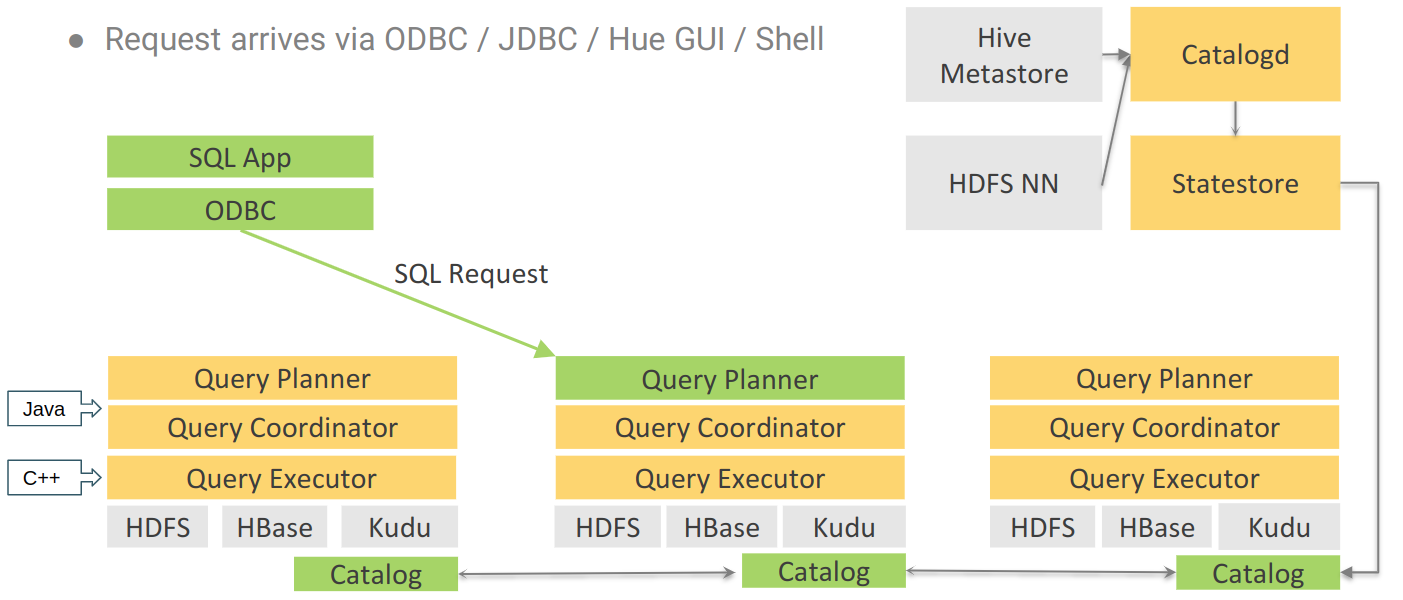 ● Request arrives via ODBC / JDBC / Hue GUI / Shell
Hive
Metastore
Catalogd
HDFS NN
Statestore
SQL App
ODBC
SQL Request
Query Planner
Query Planner
Query Planner
Java
Query Coordinator
Query Coordinator
Query Coordinator
C++
Query Executor
Query Executor
Query Executor
HDFS
HBase
Kudu
HDFS
HBase
Kudu
HDFS
HBase
Kudu
Catalog
Catalog
Catalog